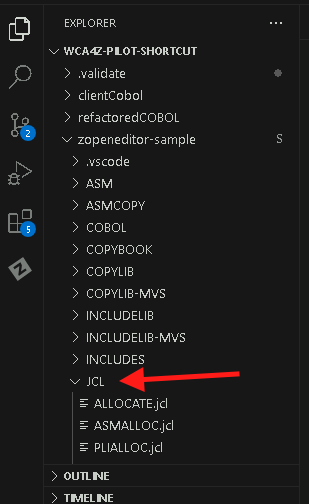 EXPLORER
WCA4Z-PILOT-SHORTCUT
.validate
clientCobol
refactoredCOBOL
zopeneditor-sample S
.vscode
2
ASM
ASMCOPY
COBOL
5
COPYBOOK
COPYLIB
Z
COPYLIB-MVS
INCLUDELIB
INCLUDELIB-MVS
INCLUDES
JCL
ALLOCATE.jcl
ASMALLOC.jcl
PLIALLOC.jcl
OUTLINE
TIMELINE